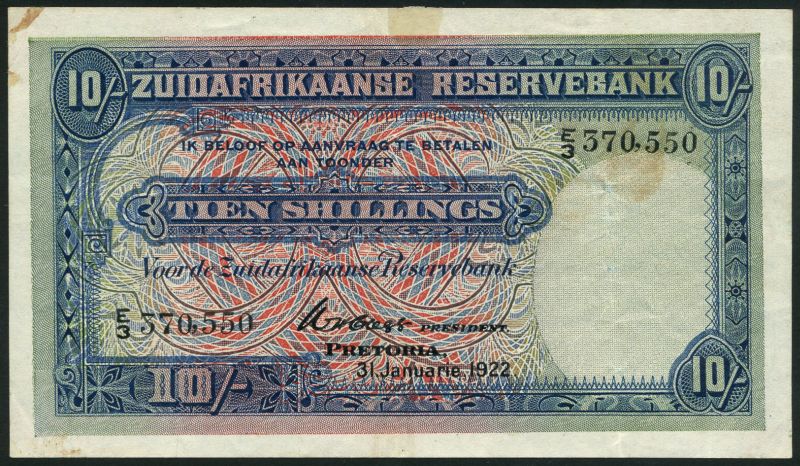 10/- ZUIDAFRIKAANSE RESERVEBANK 10/-
IK BELOOF OP AANVRAAG TE BETALEN
AAN TOONDER
E/3 370,550
TIEN SHILLINGS
Voor de Zuidafrikaanse Reservebank
E/3 370,550
PRESIDENT.
PRETORIA,
31, Januarie, 1922
10/- 10/-